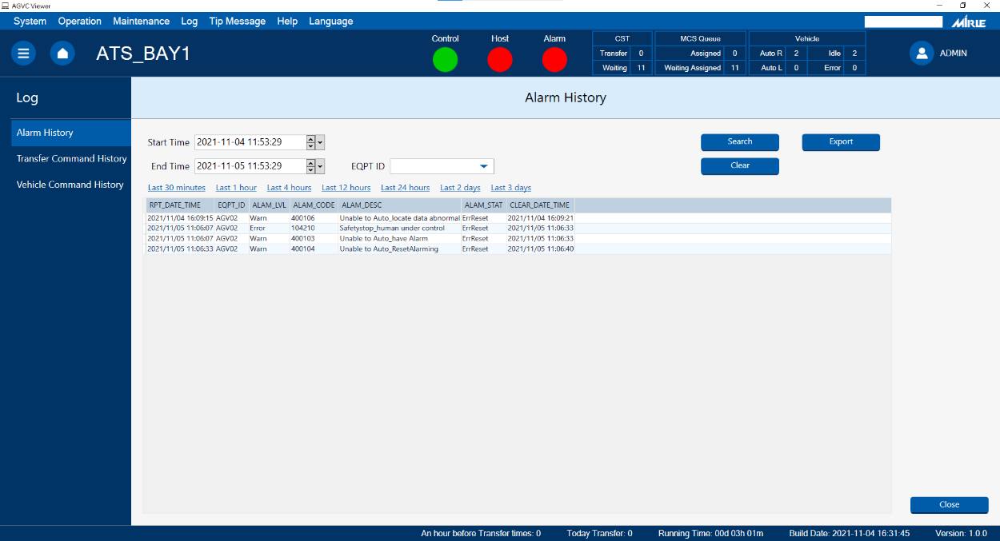 AGVC Viewer
System Operation Maintenance Log Tip Message Help Language
MIRLE
ATS_BAY1
Control Host Alarm
CST MCS Queue Vehicle
Transfer 0 Assigned 0 Auto R 2 Idle 2
Waiting 11 Waiting Assigned 11 Auto L 0 Error 0
ADMIN
Log
Alarm History
Transfer Command History
Vehicle Command History
Alarm History
Start Time 2021-11-04 11:53:29 Search Export
End Time 2021-11-05 11:53:29 EQPT ID Clear
Last 30 minutes Last 1 hour Last 4 hours Last 12 hours Last 24 hours Last 2 days Last 3 days
RPT_DATE_TIME EQPT_ID ALAM_LVL ALAM_CODE ALAM_DESC ALAM_STAT CLEAR_DATE_TIME
2021/11/04 16:09:15 AGV02 Warn 400106 Unable to Auto_locate data abnormal ErrReset 2021/11/04 16:09:21
2021/11/05 11:06:07 AGV02 Error 104210 Safetystop_human under control ErrReset 2021/11/05 11:06:33
2021/11/05 11:06:07 AGV02 Warn 400103 Unable to Auto_have Alarm ErrReset 2021/11/05 11:06:33
2021/11/05 11:06:33 AGV02 Warn 400104 Unable to Auto_ResetAlarming ErrReset 2021/11/05 11:06:40
Close
An hour before Transfer times: 0 Today Transfer: 0 Running Time: 00d 03h 01m Build Date: 2021-11-04 16:31:45 Version: 1.0.0